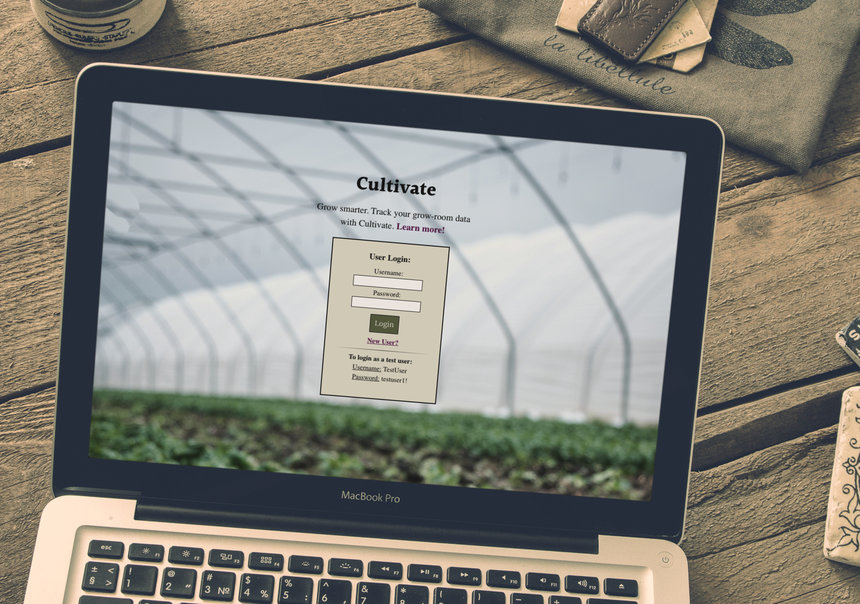 la libellule
Cultivate
Grow smarter. Track your grow-room data
with Cultivate. Learn more!
User Login:
Username:
Password:
Login
New User?
To login as a test user:
Username: TestUser
Password: testuser1!
MacBook Pro
esc F1 F2 F3 F4 F5 F6 F7 F8 F9 F10 F11 F12
± § ! 1 @ 2 # 3 № $ 4 % 5 ^ 6 & 7 * 8